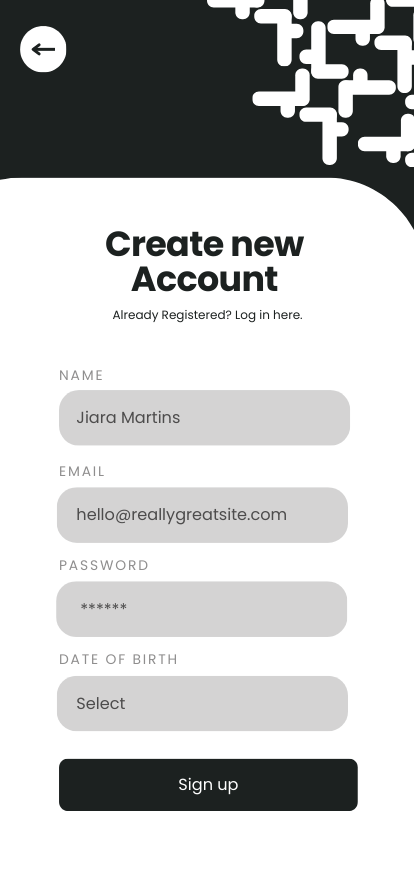 Create new
Account
Already Registered? Log in here.
NAME
Jiara Martins
EMAIL
hello@reallygreatsite.com
PASSWORD
******
DATE OF BIRTH
Select
Sign up